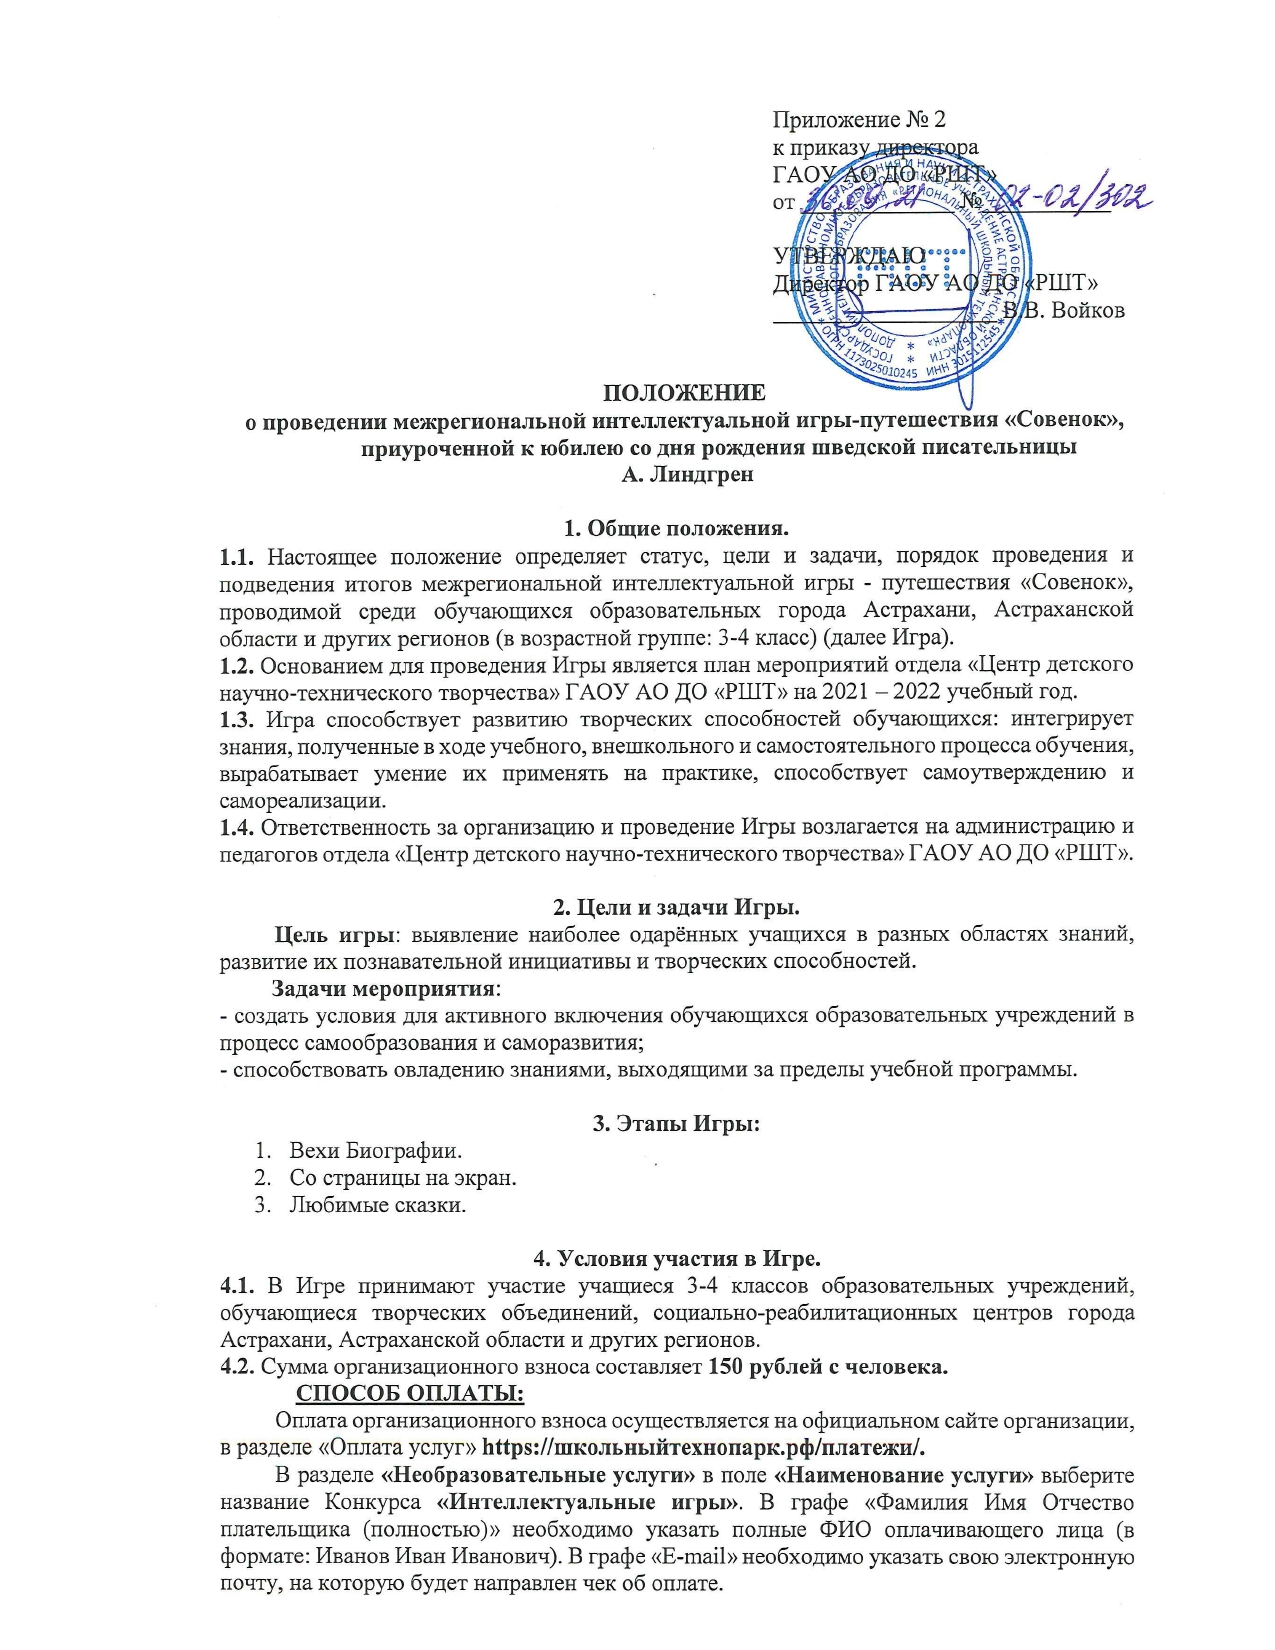 Приложение № 2
к приказу директора
ГАОУ АО ДО «РШТ»
от № 02-02/302
УТВЕРЖДАЮ
Директор ГАОУ АО ДО «РШТ»
В.В. Войков
МИНИСТЕРСТВО ОБРАЗОВАНИЯ И НАУКИ АСТРАХАНСКОЙ ОБЛАСТИ
ОГРН 1173025010245 ИНН 3015112545
РШТ
ПОЛОЖЕНИЕ
о проведении межрегиональной интеллектуальной игры-путешествия «Совенок»,
приуроченной к юбилею со дня рождения шведской писательницы
А. Линдгрен
1. Общие положения.
1.1. Настоящее положение определяет статус, цели и задачи, порядок проведения и
подведения итогов межрегиональной интеллектуальной игры - путешествия «Совенок»,
проводимой среди обучающихся образовательных города Астрахани, Астраханской
области и других регионов (в возрастной группе: 3-4 класс) (далее Игра).
1.2. Основанием для проведения Игры является план мероприятий отдела «Центр детского
научно-технического творчества» ГАОУ АО ДО «РШТ» на 2021 – 2022 учебный год.
1.3. Игра способствует развитию творческих способностей обучающихся: интегрирует
знания, полученные в ходе учебного, внешкольного и самостоятельного процесса обучения,
вырабатывает умение их применять на практике, способствует самоутверждению и
самореализации.
1.4. Ответственность за организацию и проведение Игры возлагается на администрацию и
педагогов отдела «Центр детского научно-технического творчества» ГАОУ АО ДО «РШТ».
2. Цели и задачи Игры.
Цель игры: выявление наиболее одарённых учащихся в разных областях знаний,
развитие их познавательной инициативы и творческих способностей.
Задачи мероприятия:
- создать условия для активного включения обучающихся образовательных учреждений в
процесс самообразования и саморазвития;
- способствовать овладению знаниями, выходящими за пределы учебной программы.
3. Этапы Игры:
1. Вехи Биографии.
2. Со страницы на экран.
3. Любимые сказки.
4. Условия участия в Игре.
4.1. В Игре принимают участие учащиеся 3-4 классов образовательных учреждений,
обучающиеся творческих объединений, социально-реабилитационных центров города
Астрахани, Астраханской области и других регионов.
4.2. Сумма организационного взноса составляет 150 рублей с человека.
СПОСОБ ОПЛАТЫ:
Оплата организационного взноса осуществляется на официальном сайте организации,
в разделе «Оплата услуг» https://школьныйтехнопарк.рф/платежи/.
В разделе «Необразовательные услуги» в поле «Наименование услуги» выберите
название Конкурса «Интеллектуальные игры». В графе «Фамилия Имя Отчество
плательщика (полностью)» необходимо указать полные ФИО оплачивающего лица (в
формате: Иванов Иван Иванович). В графе «E-mail» необходимо указать свою электронную
почту, на которую будет направлен чек об оплате.